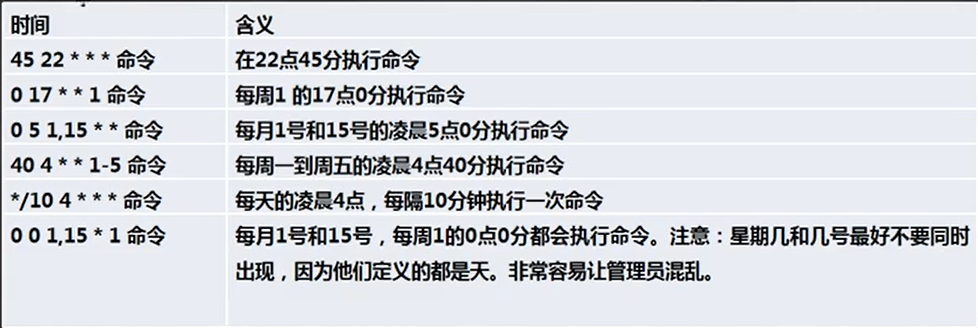 时间 含义
45 22 * * * 命令 在22点45分执行命令
0 17 * * 1 命令 每周1 的17点0分执行命令
0 5 1,15 * * 命令 每月1号和15号的凌晨5点0分执行命令
40 4 * * 1-5 命令 每周一到周五的凌晨4点40分执行命令
*/10 4 * * * 命令 每天的凌晨4点，每隔10分钟执行一次命令
0 0 1,15 * 1 命令 每月1号和15号，每周1的0点0分都会执行命令。注意：星期几和几号最好不要同时
出现，因为他们定义的都是天。非常容易让管理员混乱。